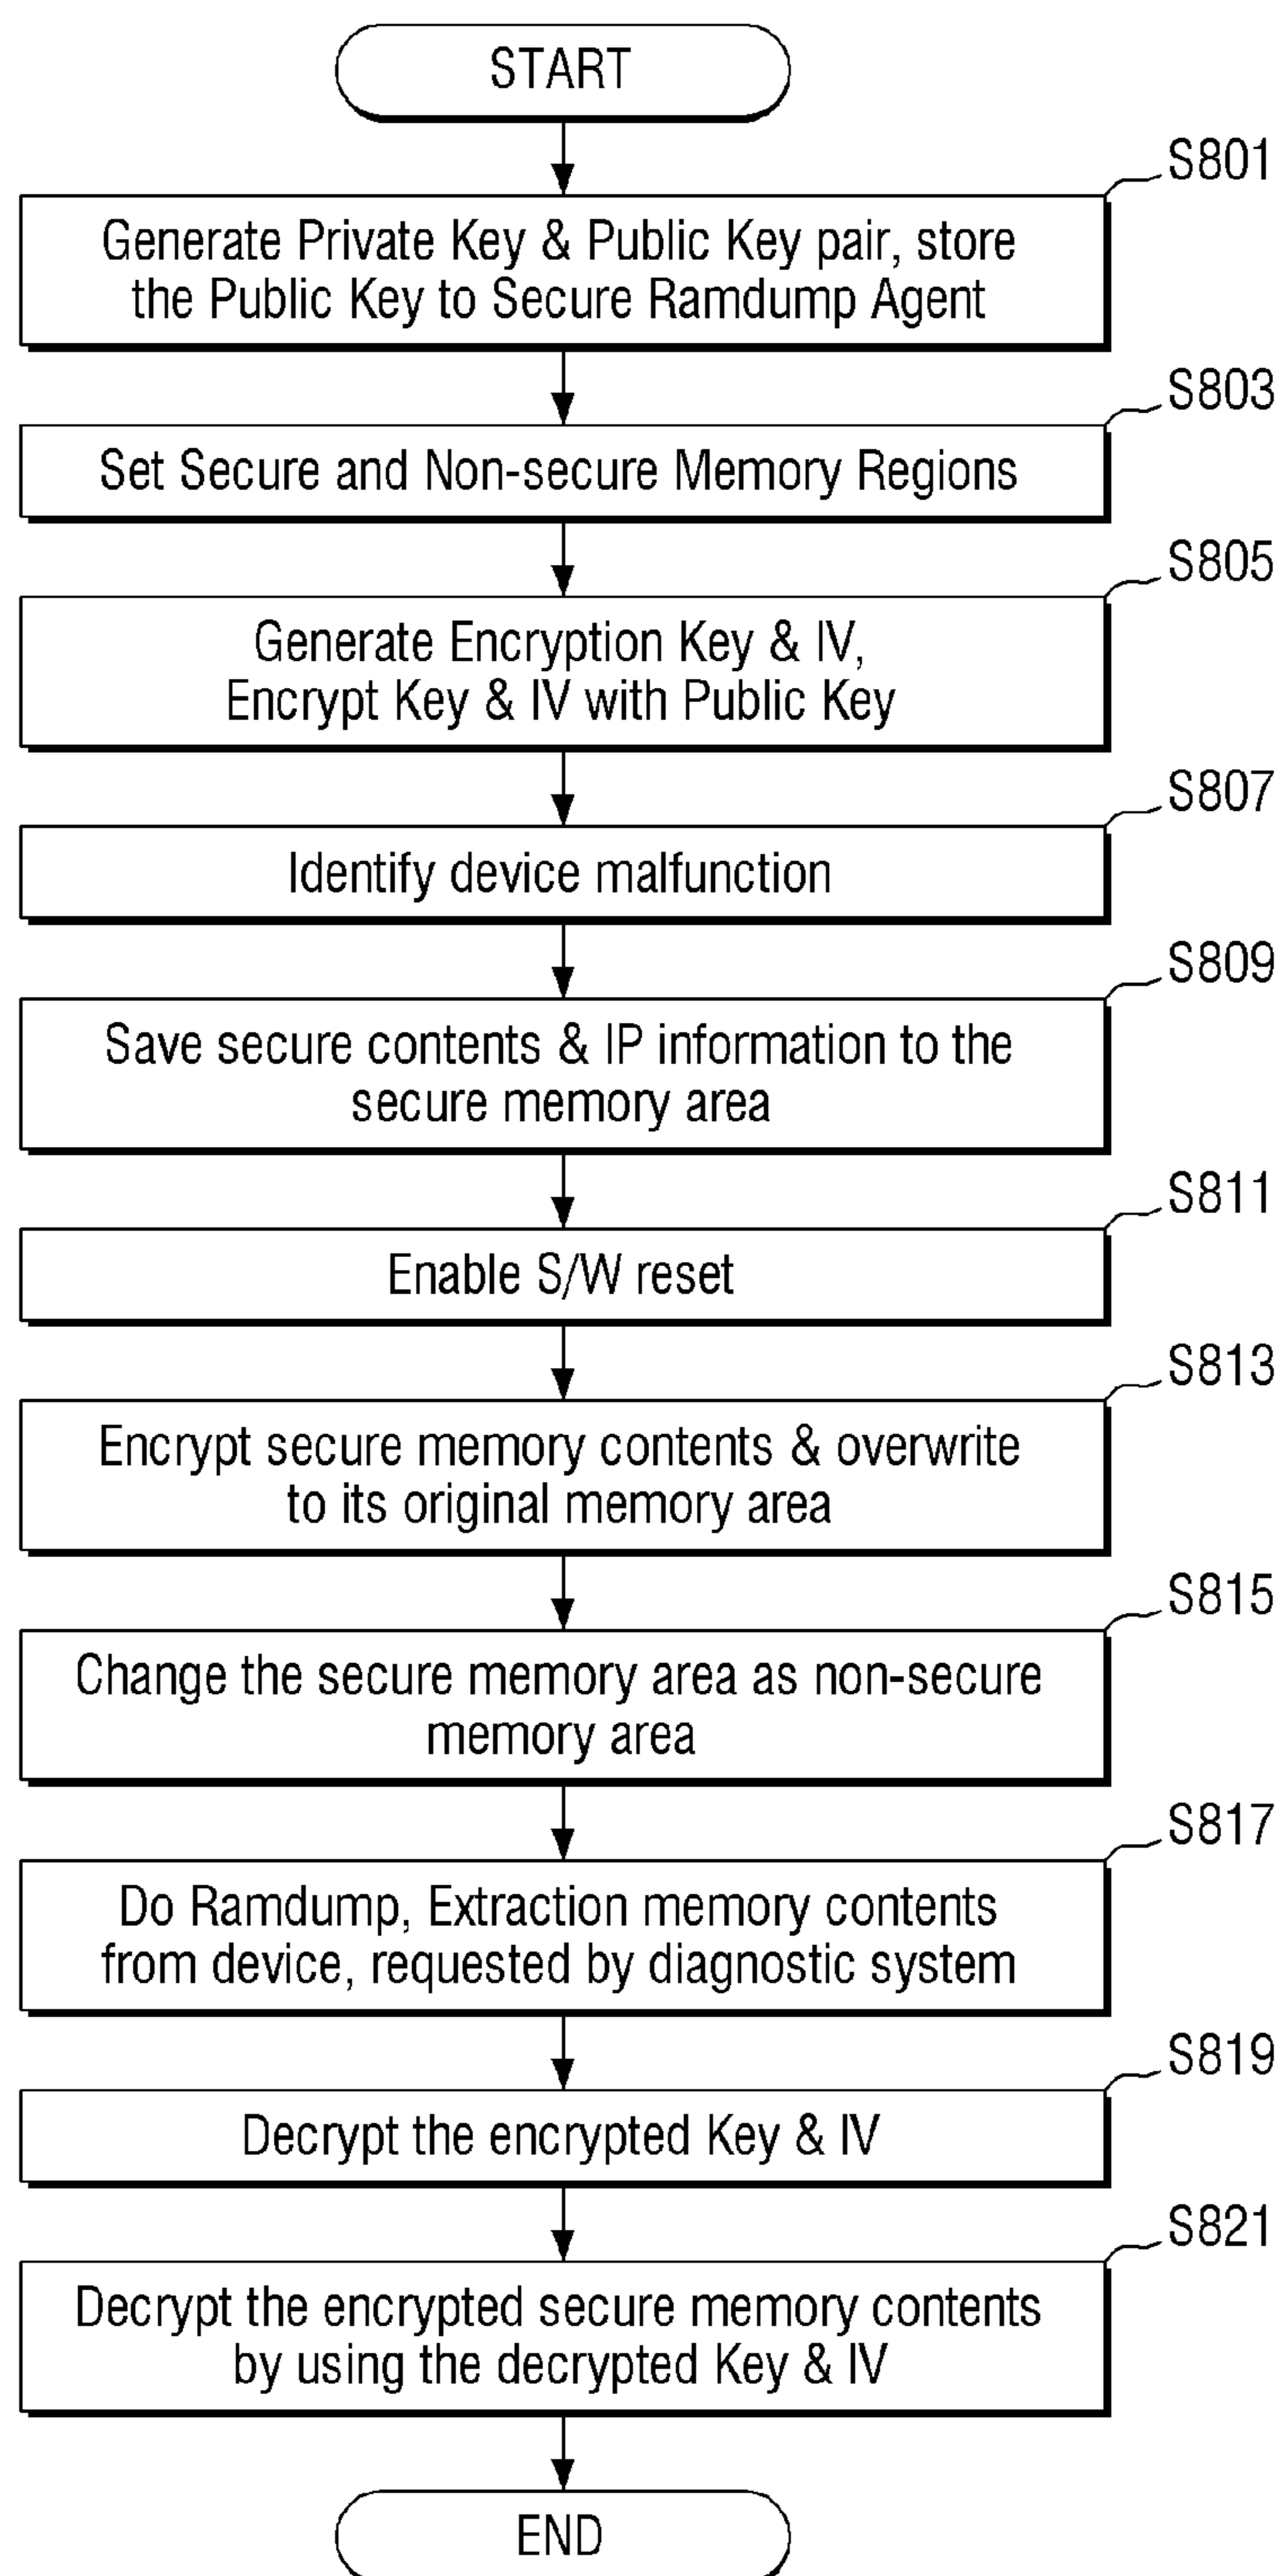 START
S801
Generate Private Key & Public Key pair, store
the Public Key to Secure Ramdump Agent
S803
Set Secure and Non-secure Memory Regions
S805
Generate Encryption Key & IV,
Encrypt Key & IV with Public Key
S807
Identify device malfunction
S809
Save secure contents & IP information to the
secure memory area
S811
Enable S/W reset
S813
Encrypt secure memory contents & overwrite
to its original memory area
S815
Change the secure memory area as non-secure
memory area
S817
Do Ramdump, Extraction memory contents
from device, requested by diagnostic system
S819
Decrypt the encrypted Key & IV
S821
Decrypt the encrypted secure memory contents
by using the decrypted Key & IV
END